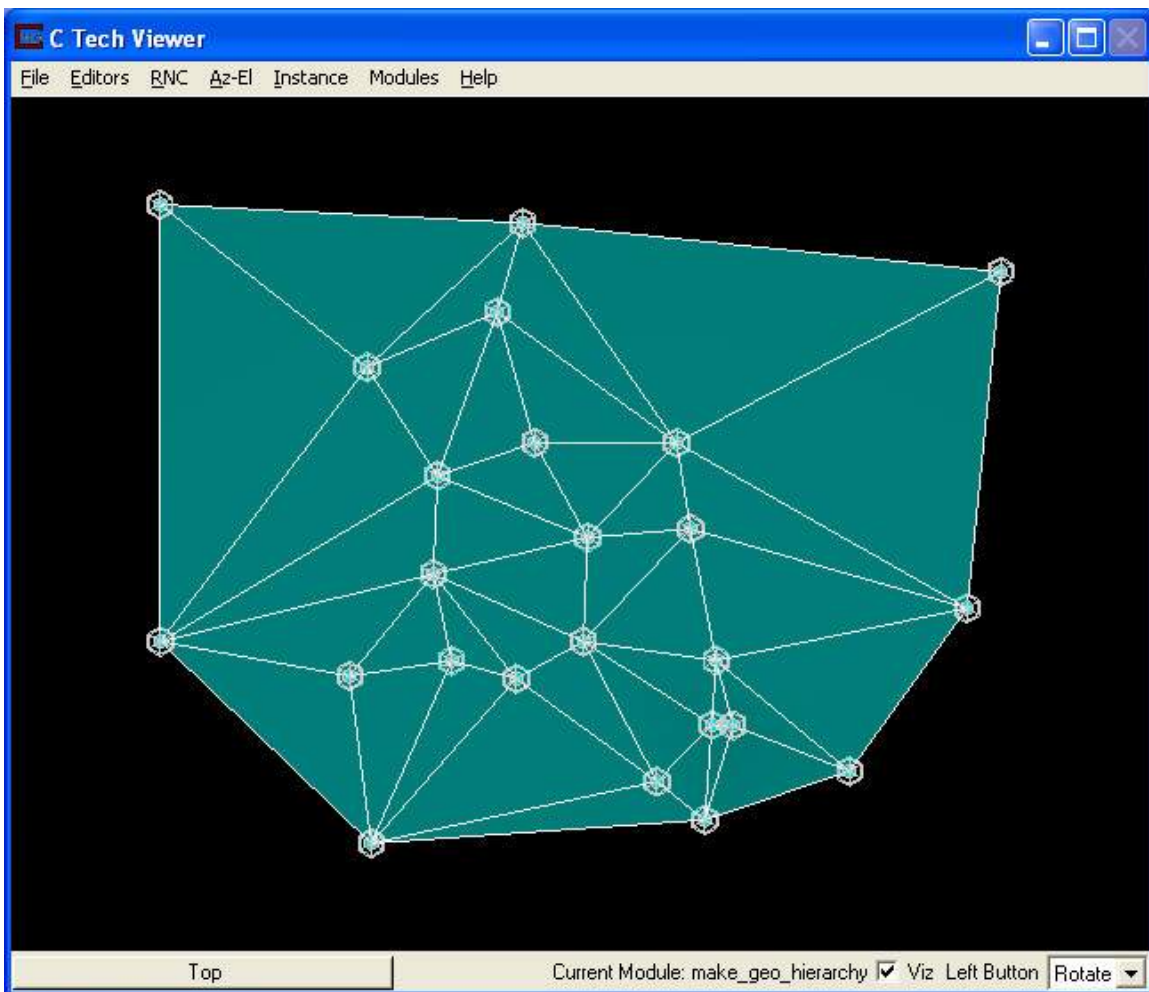 C Tech Viewer
File Editors RNC Az-El Instance Modules Help
Top Current Module: make_geo_hierarchy Viz Left Button Rotate